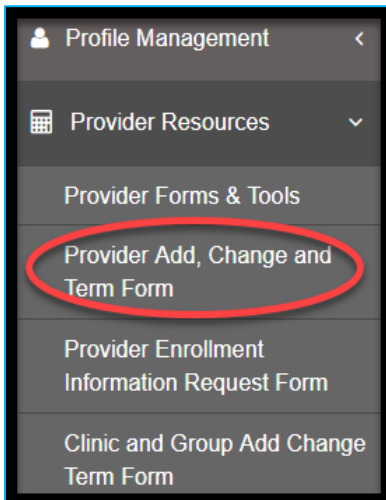 Profile Management
Provider Resources
Provider Forms & Tools
Provider Add, Change and
Term Form
Provider Enrollment
Information Request Form
Clinic and Group Add Change
Term Form